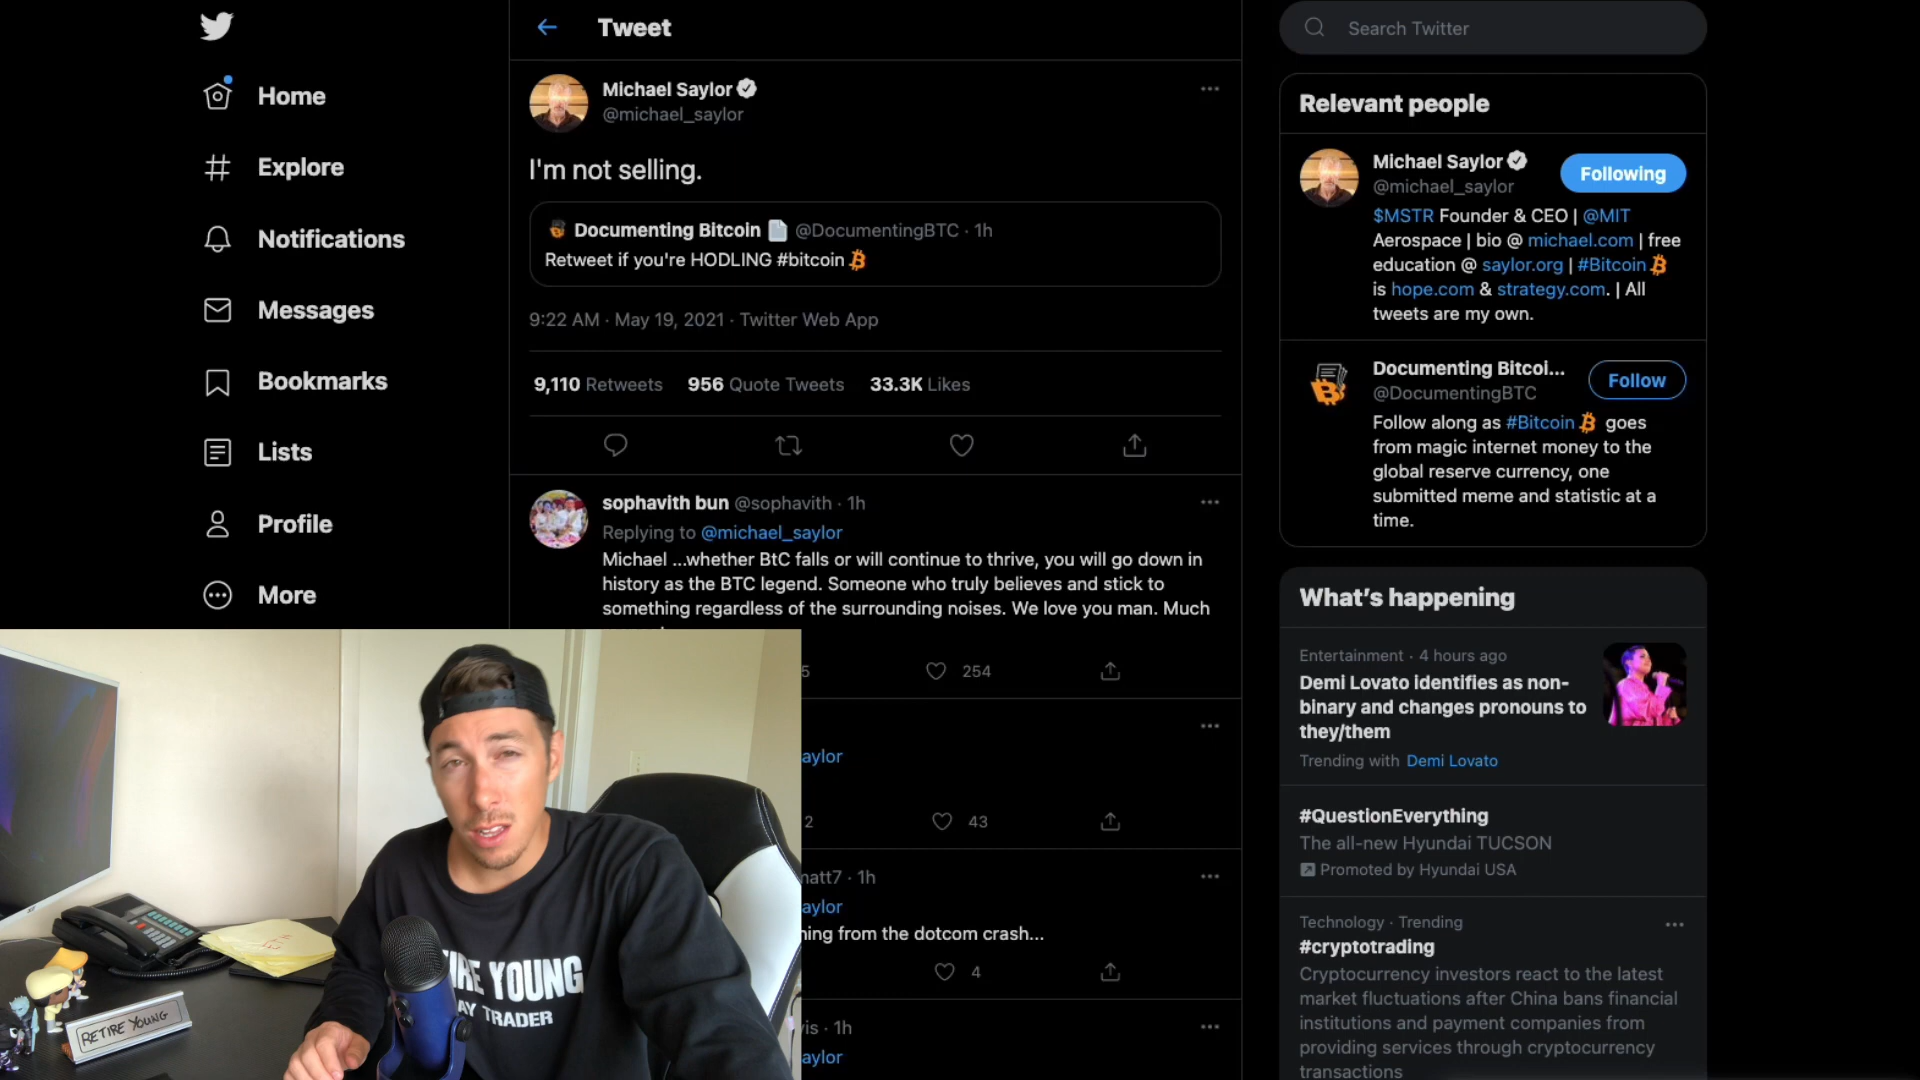 Home
Explore
Notifications
Messages
Bookmarks
Lists
Profile
More
Tweet
Michael Saylor
@michael_saylor
I'm not selling.
Documenting Bitcoin @DocumentingBTC · 1h
Retweet if you're HODLING #bitcoin
9:22 AM · May 19, 2021 · Twitter Web App
9,110 Retweets 956 Quote Tweets 33.3K Likes
sophavith bun @sophavith · 1h
Replying to @michael_saylor
Michael ...whether BtC falls or will continue to thrive, you will go down in
history as the BTC legend. Someone who truly believes and stick to
something regardless of the surrounding noises. We love you man. Much
5 254
aylor
2 43
natt7 · 1h
aylor
ning from the dotcom crash...
4
is · 1h
aylor
Search Twitter
Relevant people
Michael Saylor
@michael_saylor
Following
$MSTR Founder & CEO | @MIT
Aerospace | bio @ michael.com | free
education @ saylor.org | #Bitcoin
is hope.com & strategy.com. | All
tweets are my own.
Documenting Bitcoi...
@DocumentingBTC
Follow
Follow along as #Bitcoin goes
from magic internet money to the
global reserve currency, one
submitted meme and statistic at a
time.
What's happening
Entertainment · 4 hours ago
Demi Lovato identifies as non-
binary and changes pronouns to
they/them
Trending with Demi Lovato
#QuestionEverything
The all-new Hyundai TUCSON
Promoted by Hyundai USA
Technology · Trending
#cryptotrading
Cryptocurrency investors react to the latest
market fluctuations after China bans financial
institutions and payment companies from
providing services through cryptocurrency
transactions
IRE YOUNG
AY TRADER
RETIRE YOUNG